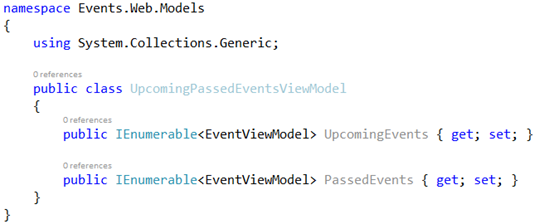 namespace Events.Web.Models
{
using System.Collections.Generic;
0 references
public class UpcomingPassedEventsViewModel
{
0 references
public IEnumerable<EventViewModel> UpcomingEvents { get; set; }
0 references
public IEnumerable<EventViewModel> PassedEvents { get; set; }
}
}